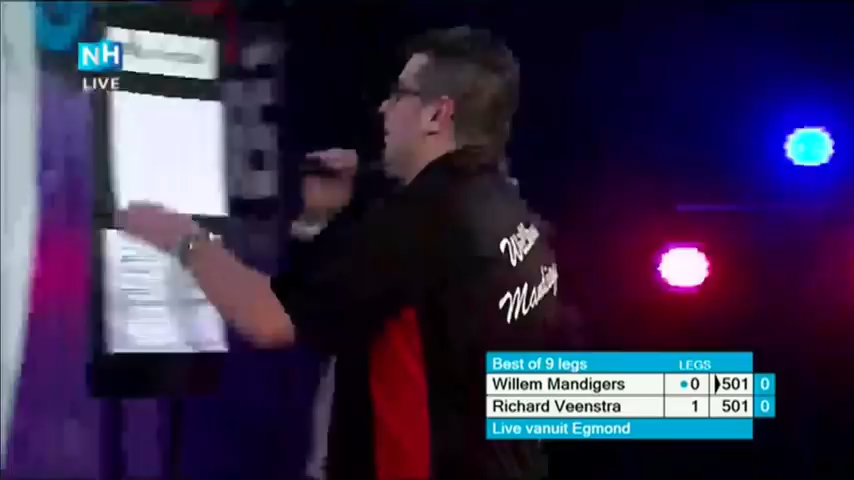 NH
LIVE
Willem
Best of 9 legs LEGS
Willem Mandigers 0 501 0
Richard Veenstra 1 501 0
Live vanuit Egmond